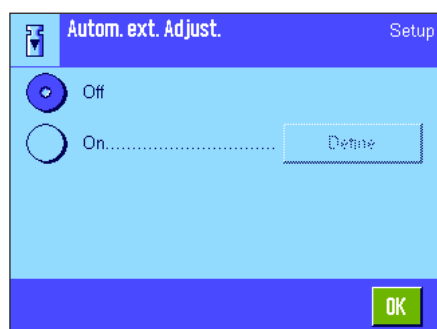 Autom. ext. Adjust. Setup
Off
On............................. Define
OK